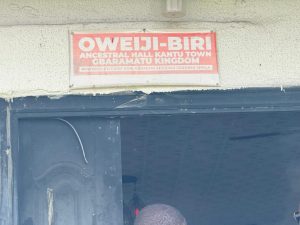 OWEIJI-BIRI
ANCESTRAL HALL KANTU TOWN
GBARAMATU KINGDOM